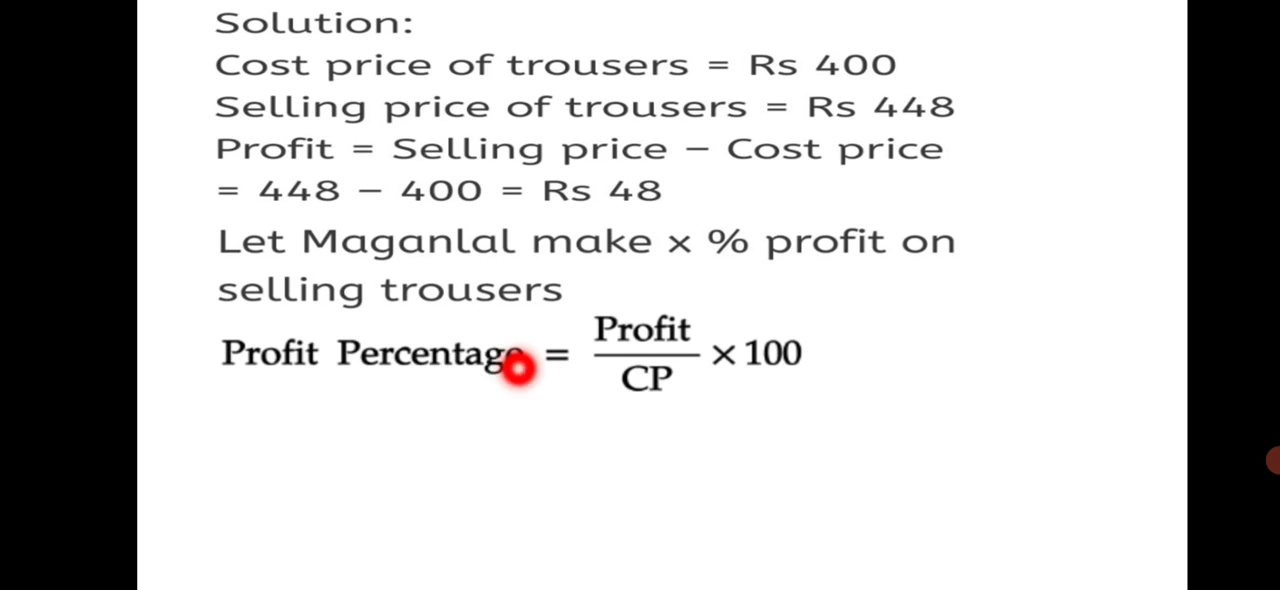 Solution:
Cost price of trousers = Rs 400
Selling price of trousers = Rs 448
Profit = Selling price – Cost price
= 448 – 400 = Rs 48
Let Maganlal make x % profit on
selling trousers
Profit Percentage = Profit/CP × 100